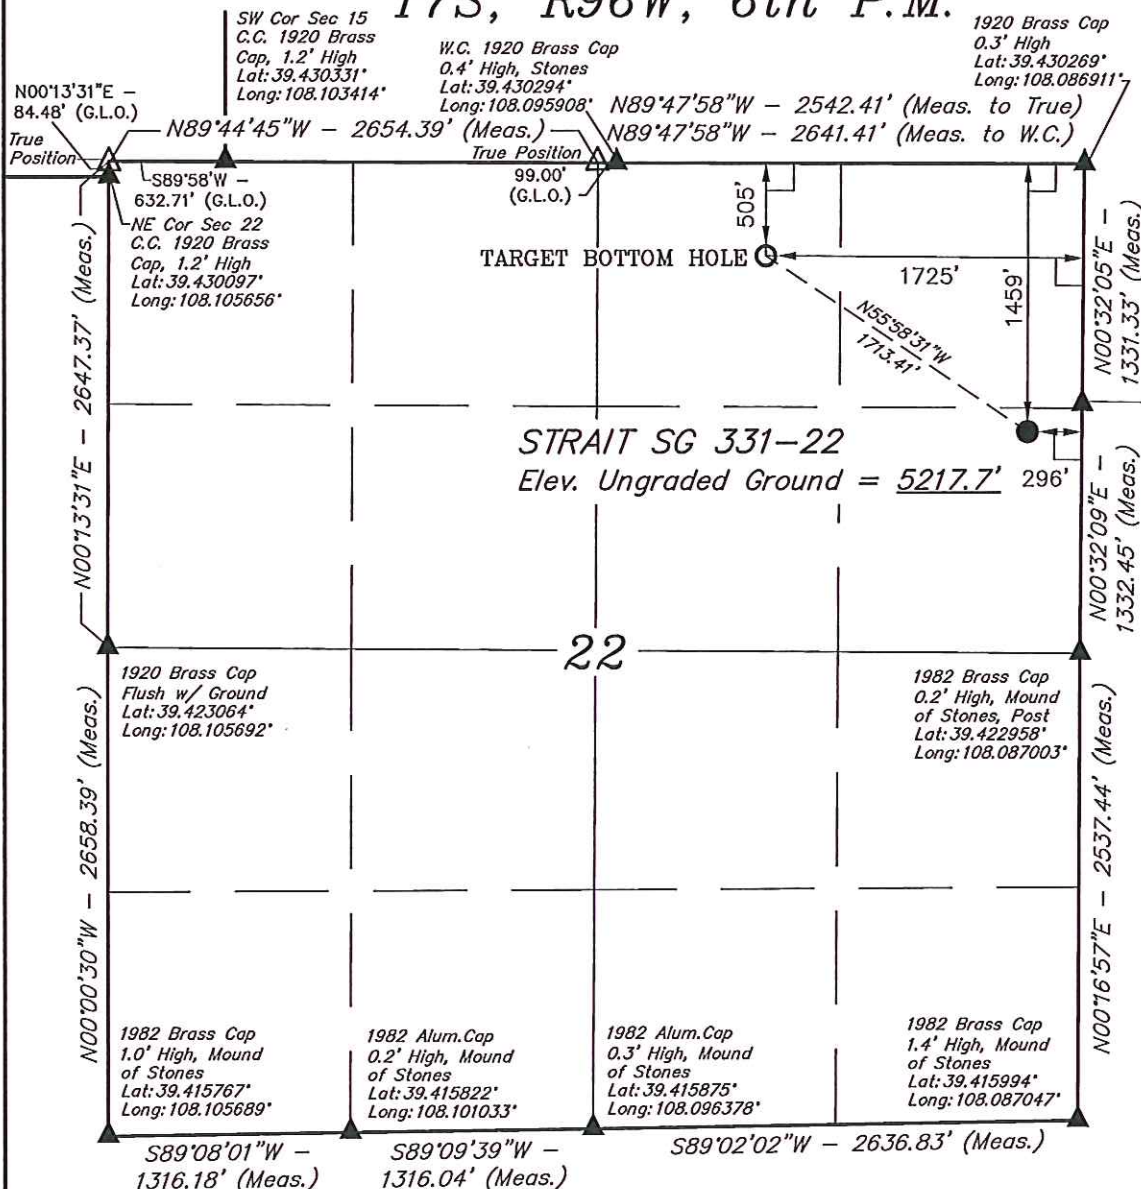 T7S, R96W, 6th P.M.
SW Cor Sec 15
C.C. 1920 Brass
Cap, 1.2' High
Lat:39.430331°
Long:108.103414°
W.C. 1920 Brass Cap
0.4' High, Stones
Lat:39.430294°
Long:108.095908°
1920 Brass Cap
0.3' High
Lat:39.430269°
Long:108.086911°
N00°13'31"E –
84.48' (G.L.O.)
True
Position
N89°44'45"W – 2654.39' (Meas.)
N89°47'58"W – 2542.41' (Meas. to True)
N89°47'58"W – 2641.41' (Meas. to W.C.)
True Position
99.00'
(G.L.O.)
S89°58'W –
632.71' (G.L.O.)
NE Cor Sec 22
C.C. 1920 Brass
Cap, 1.2' High
Lat:39.430097°
Long:108.105656°
505'
TARGET BOTTOM HOLE
1725'
1459'
N55°58'31"W
1713.41'
N00°32'05"E –
1331.33' (Meas.)
N00°13'31"E – 2647.37' (Meas.)
STRAIT SG 331–22
Elev. Ungraded Ground = 5217.7'
296'
N00°32'09"E –
1332.45' (Meas.)
22
1920 Brass Cap
Flush w/ Ground
Lat:39.423064°
Long:108.105692°
1982 Brass Cap
0.2' High, Mound
of Stones, Post
Lat:39.422958°
Long:108.087003°
N00°00'30"W – 2658.39' (Meas.)
N00°16'57"E – 2537.44' (Meas.)
1982 Brass Cap
1.0' High, Mound
of Stones
Lat:39.415767°
Long:108.105689°
1982 Alum.Cap
0.2' High, Mound
of Stones
Lat:39.415822°
Long:108.101033°
1982 Alum.Cap
0.3' High, Mound
of Stones
Lat:39.415875°
Long:108.096378°
1982 Brass Cap
1.4' High, Mound
of Stones
Lat:39.415994°
Long:108.087047°
S89°08'01"W –
1316.18' (Meas.)
S89°09'39"W –
1316.04' (Meas.)
S89°02'02"W – 2636.83' (Meas.)